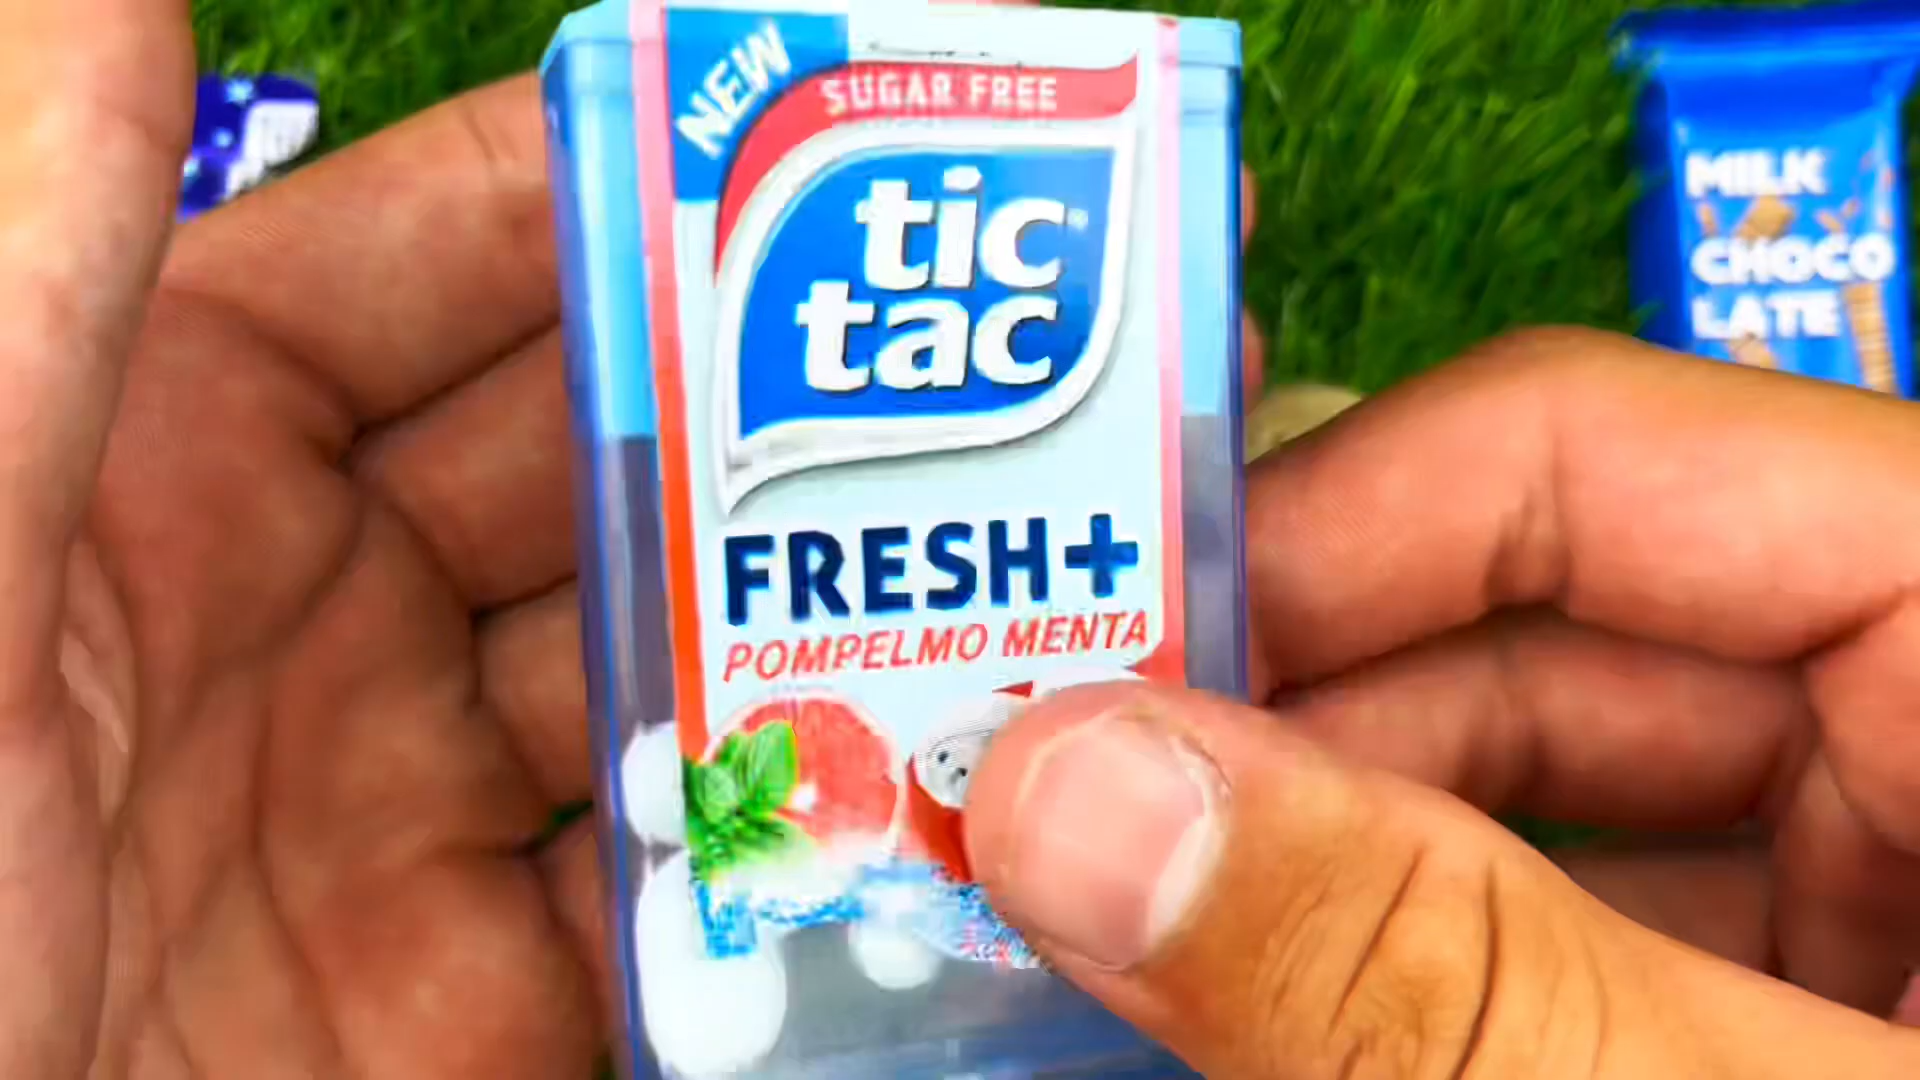 NEW
SUGAR FREE
tic
tac
FRESH+
POMPELMO MENTA
MILK
CHOCO
LATE